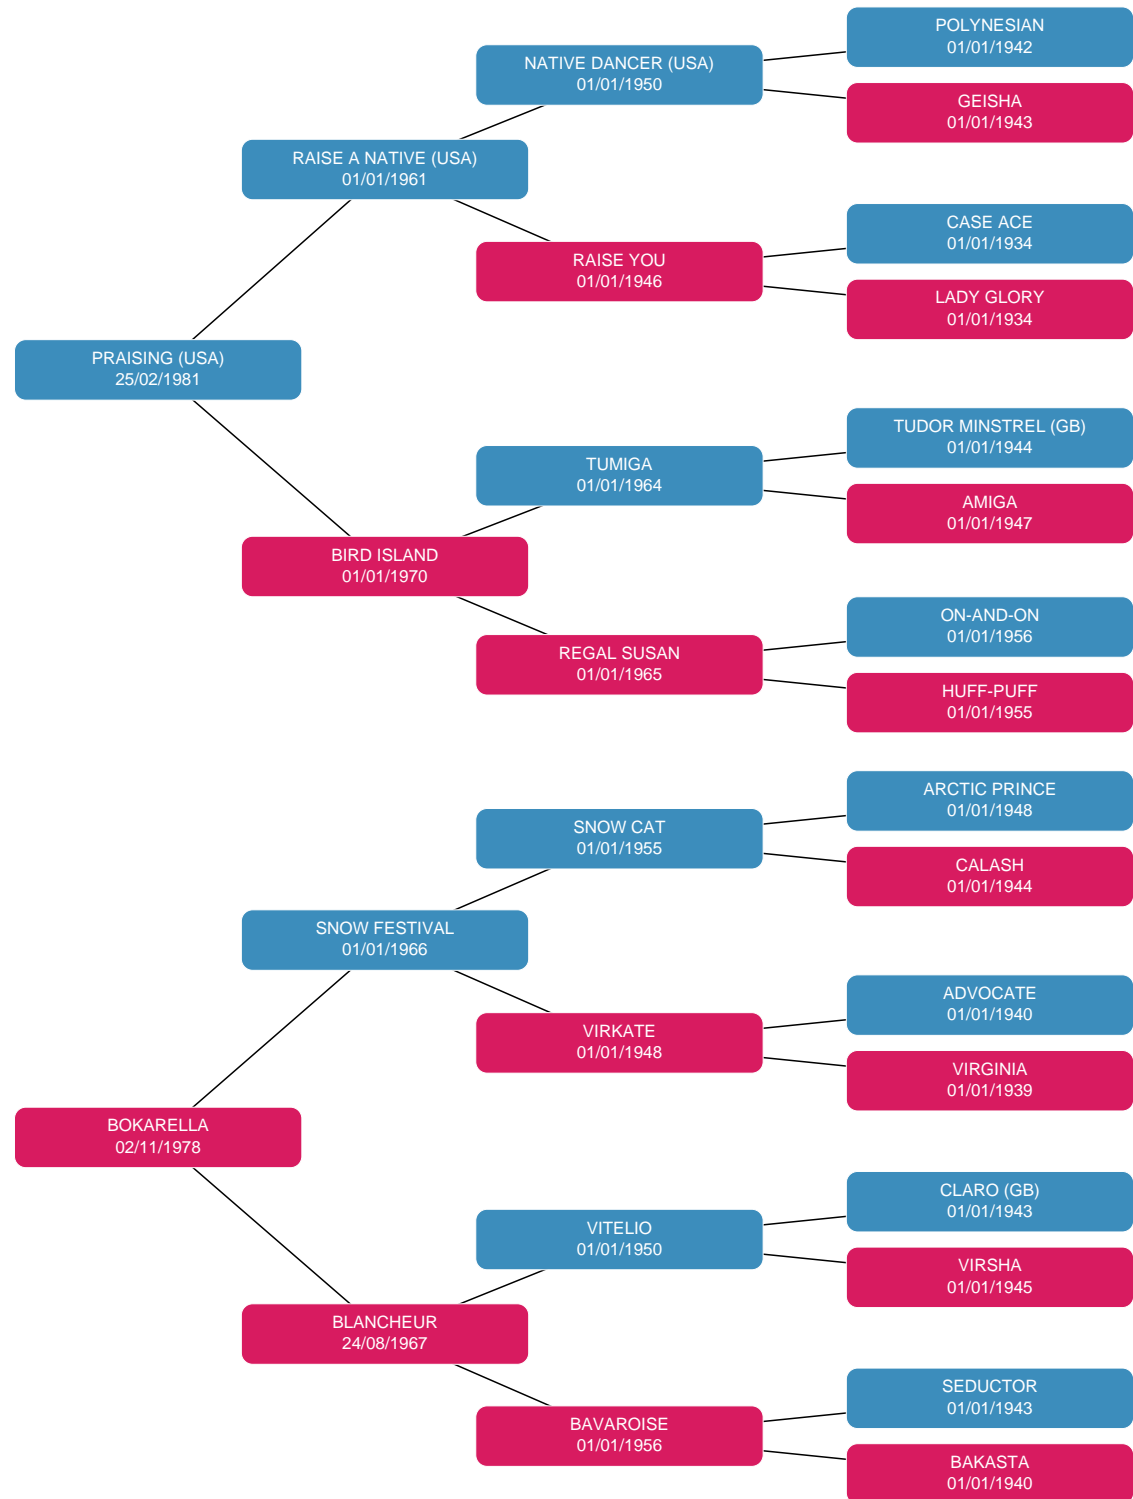 POLYNESIAN
01/01/1942
NATIVE DANCER (USA)
01/01/1950
GEISHA
01/01/1943
RAISE A NATIVE (USA)
01/01/1961
CASE ACE
01/01/1934
RAISE YOU
01/01/1946
LADY GLORY
01/01/1934
PRAISING (USA)
25/02/1981
TUDOR MINSTREL (GB)
01/01/1944
TUMIGA
01/01/1964
AMIGA
01/01/1947
BIRD ISLAND
01/01/1970
ON-AND-ON
01/01/1956
REGAL SUSAN
01/01/1965
HUFF-PUFF
01/01/1955
ARCTIC PRINCE
01/01/1948
SNOW CAT
01/01/1955
CALASH
01/01/1944
SNOW FESTIVAL
01/01/1966
ADVOCATE
01/01/1940
VIRKATE
01/01/1948
VIRGINIA
01/01/1939
BOKARELLA
02/11/1978
CLARO (GB)
01/01/1943
VITELIO
01/01/1950
VIRSHA
01/01/1945
BLANCHEUR
24/08/1967
SEDUCTOR
01/01/1943
BAVAROISE
01/01/1956
BAKASTA
01/01/1940